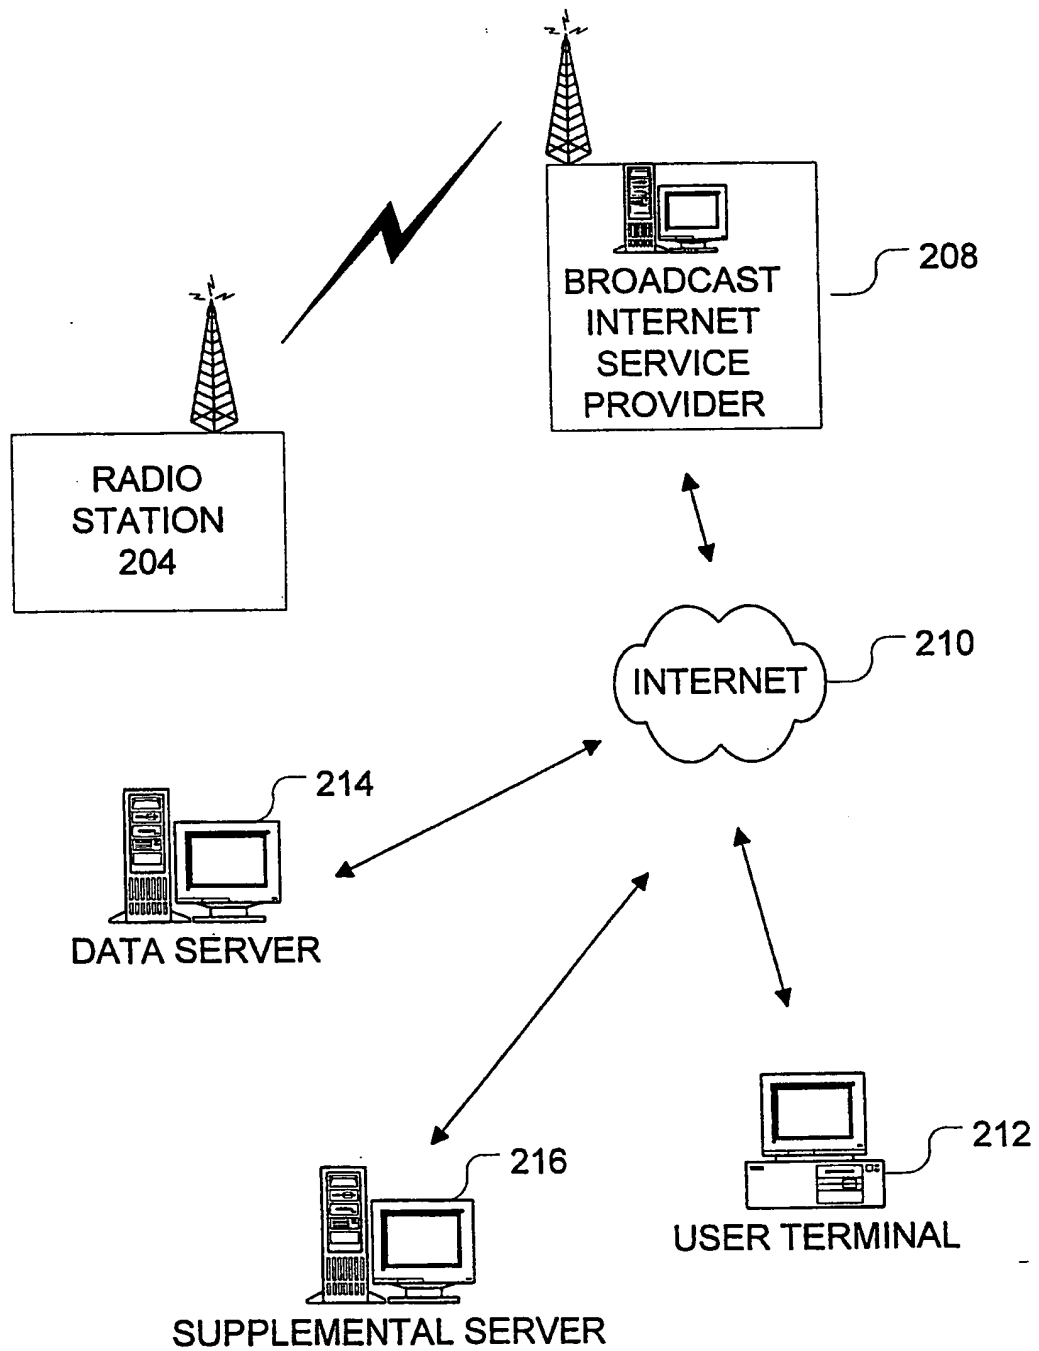 208
BROADCAST
INTERNET
SERVICE
PROVIDER
RADIO
STATION
204
210
INTERNET
214
DATA SERVER
212
USER TERMINAL
216
SUPPLEMENTAL SERVER